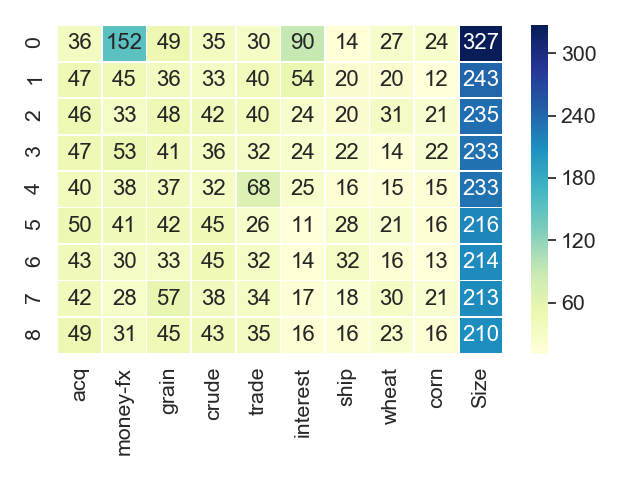 0 36 152 49 35 30 90 14 27 24 327
1 47 45 36 33 40 54 20 20 12 243
2 46 33 48 42 40 24 20 31 21 235
3 47 53 41 36 32 24 22 14 22 233
4 40 38 37 32 68 25 16 15 15 233
5 50 41 42 45 26 11 28 21 16 216
6 43 30 33 45 32 14 32 16 13 214
7 42 28 57 38 34 17 18 30 21 213
8 49 31 45 43 35 16 16 23 16 210
acq money-fx grain crude trade interest ship wheat corn Size
300
240
180
120
60